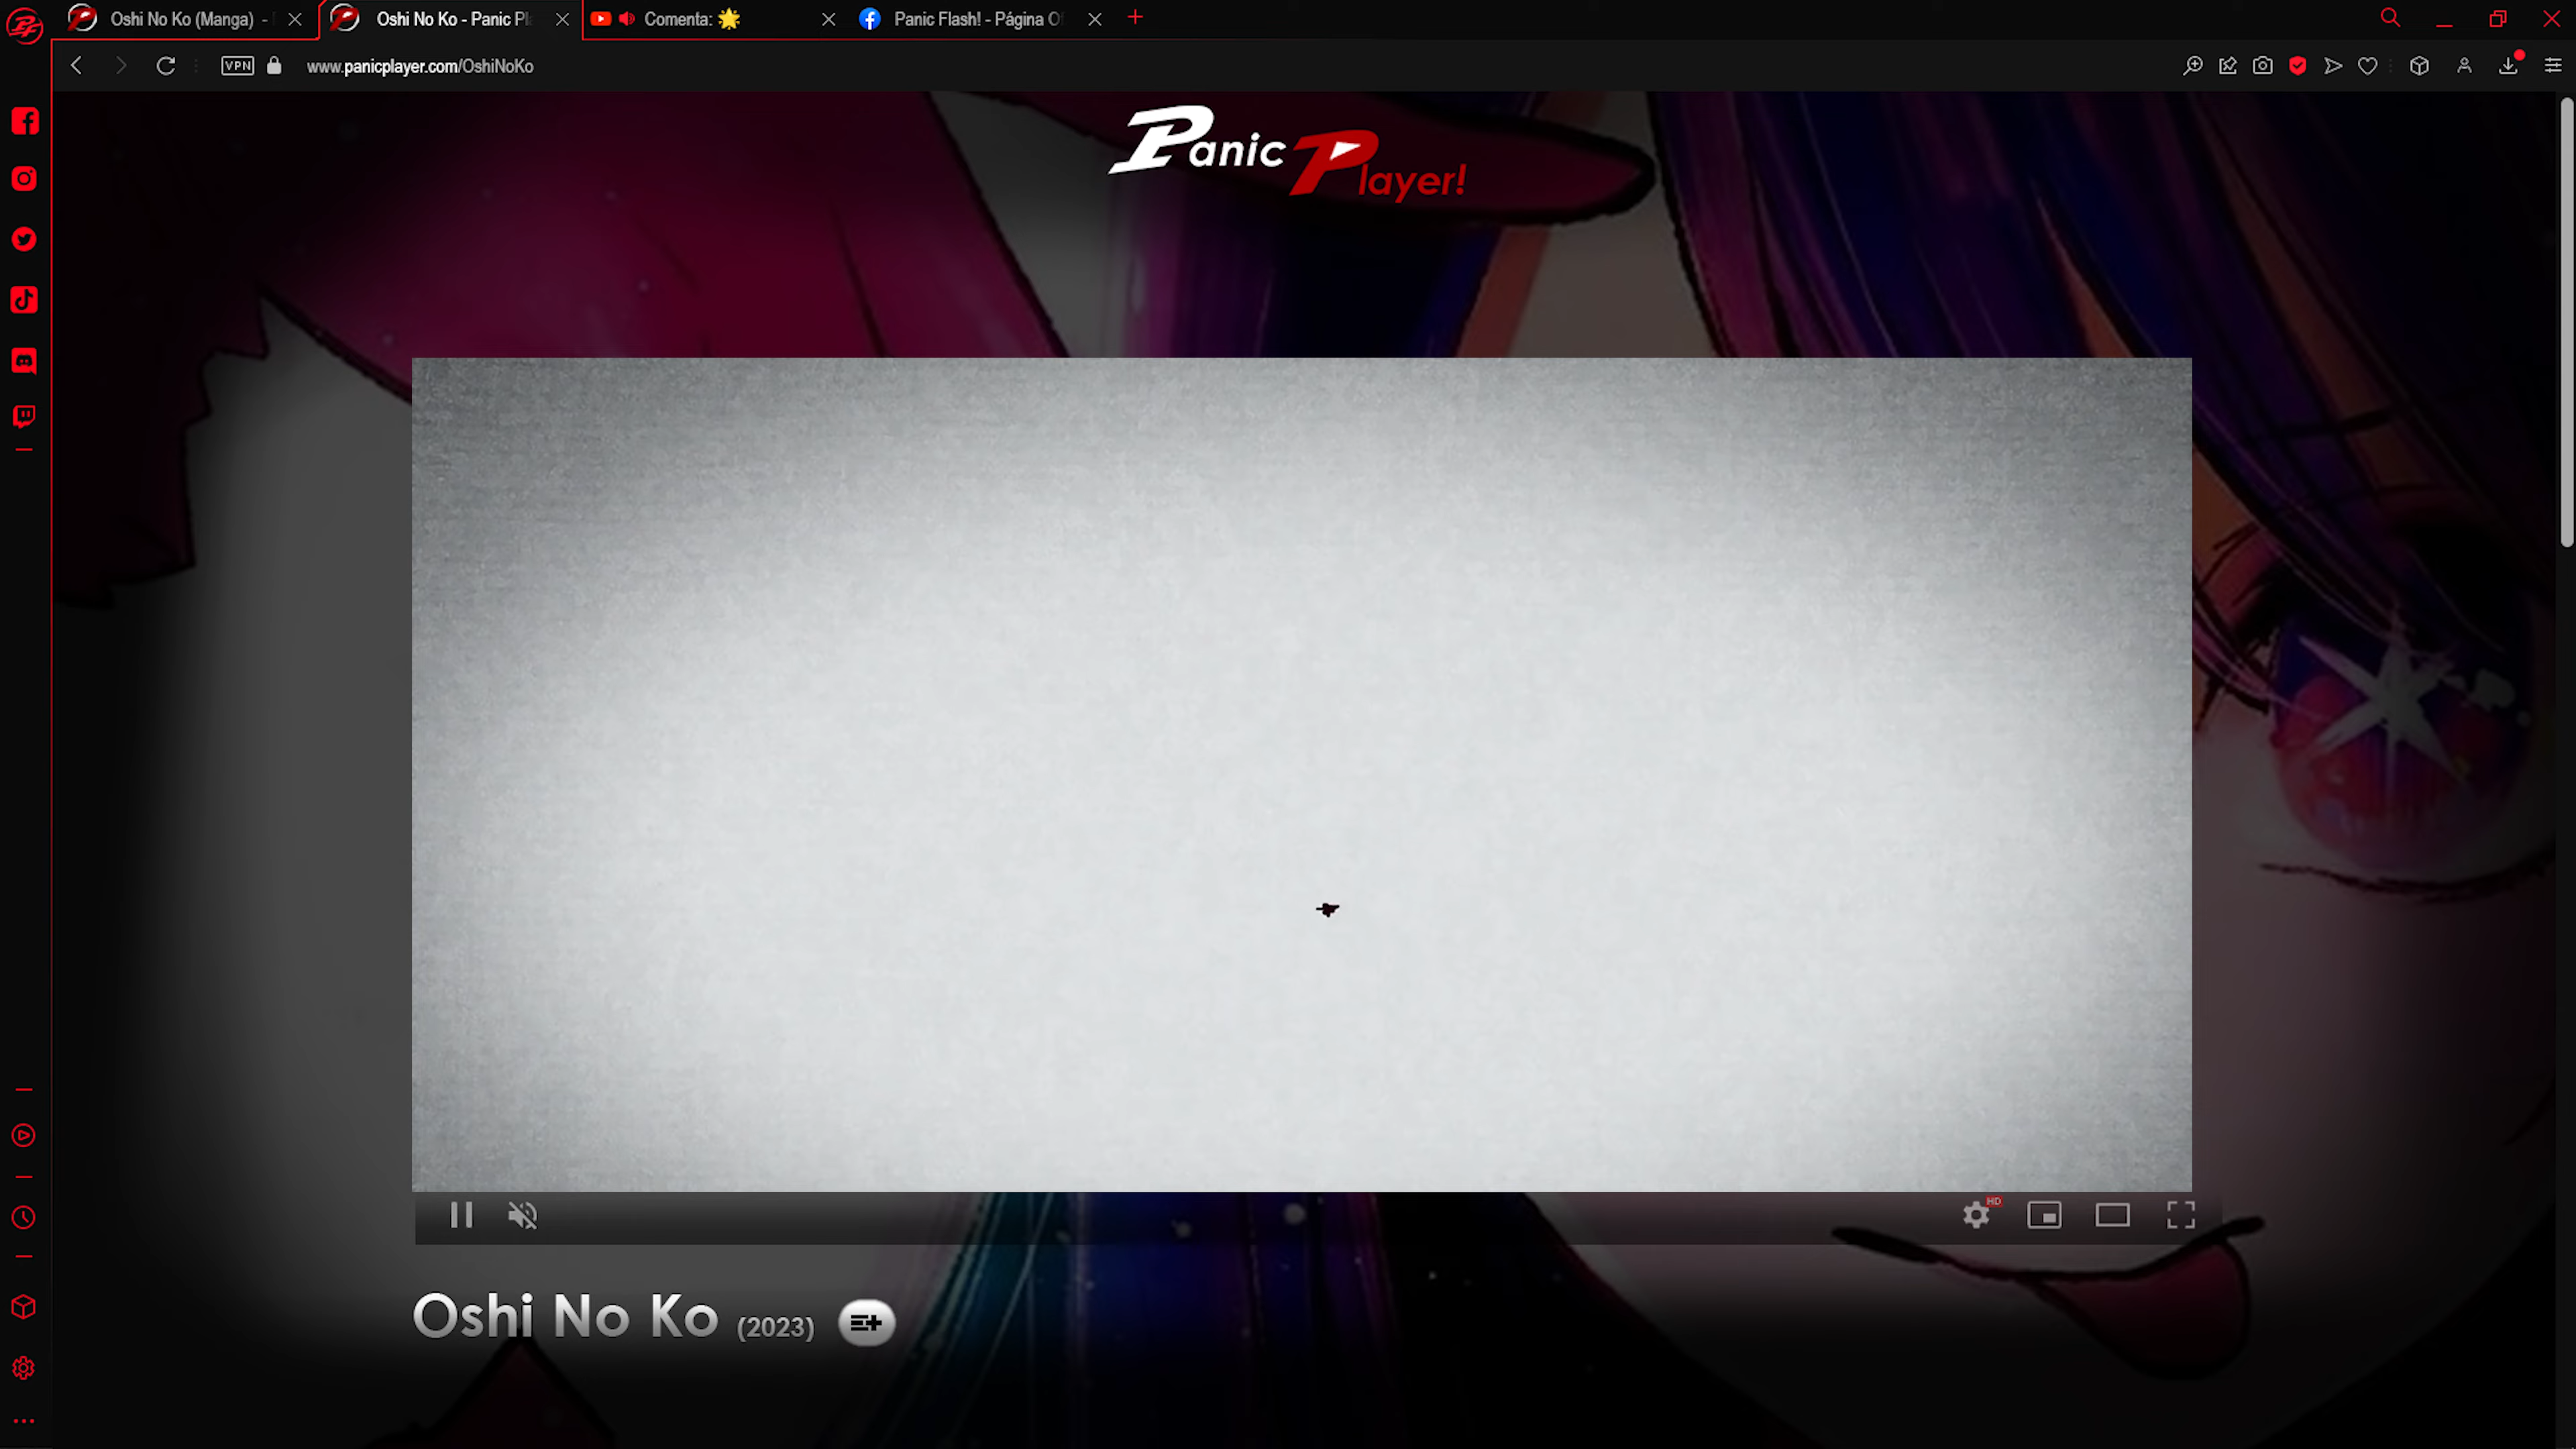 Oshi No Ko (Manga) -
Oshi No Ko - Panic Pl
Comenta: 🌟
Panic Flash! - Página O
VPN
www.panicplayer.com/OshiNoKo
Panic Player!
HD
Oshi No Ko (2023)